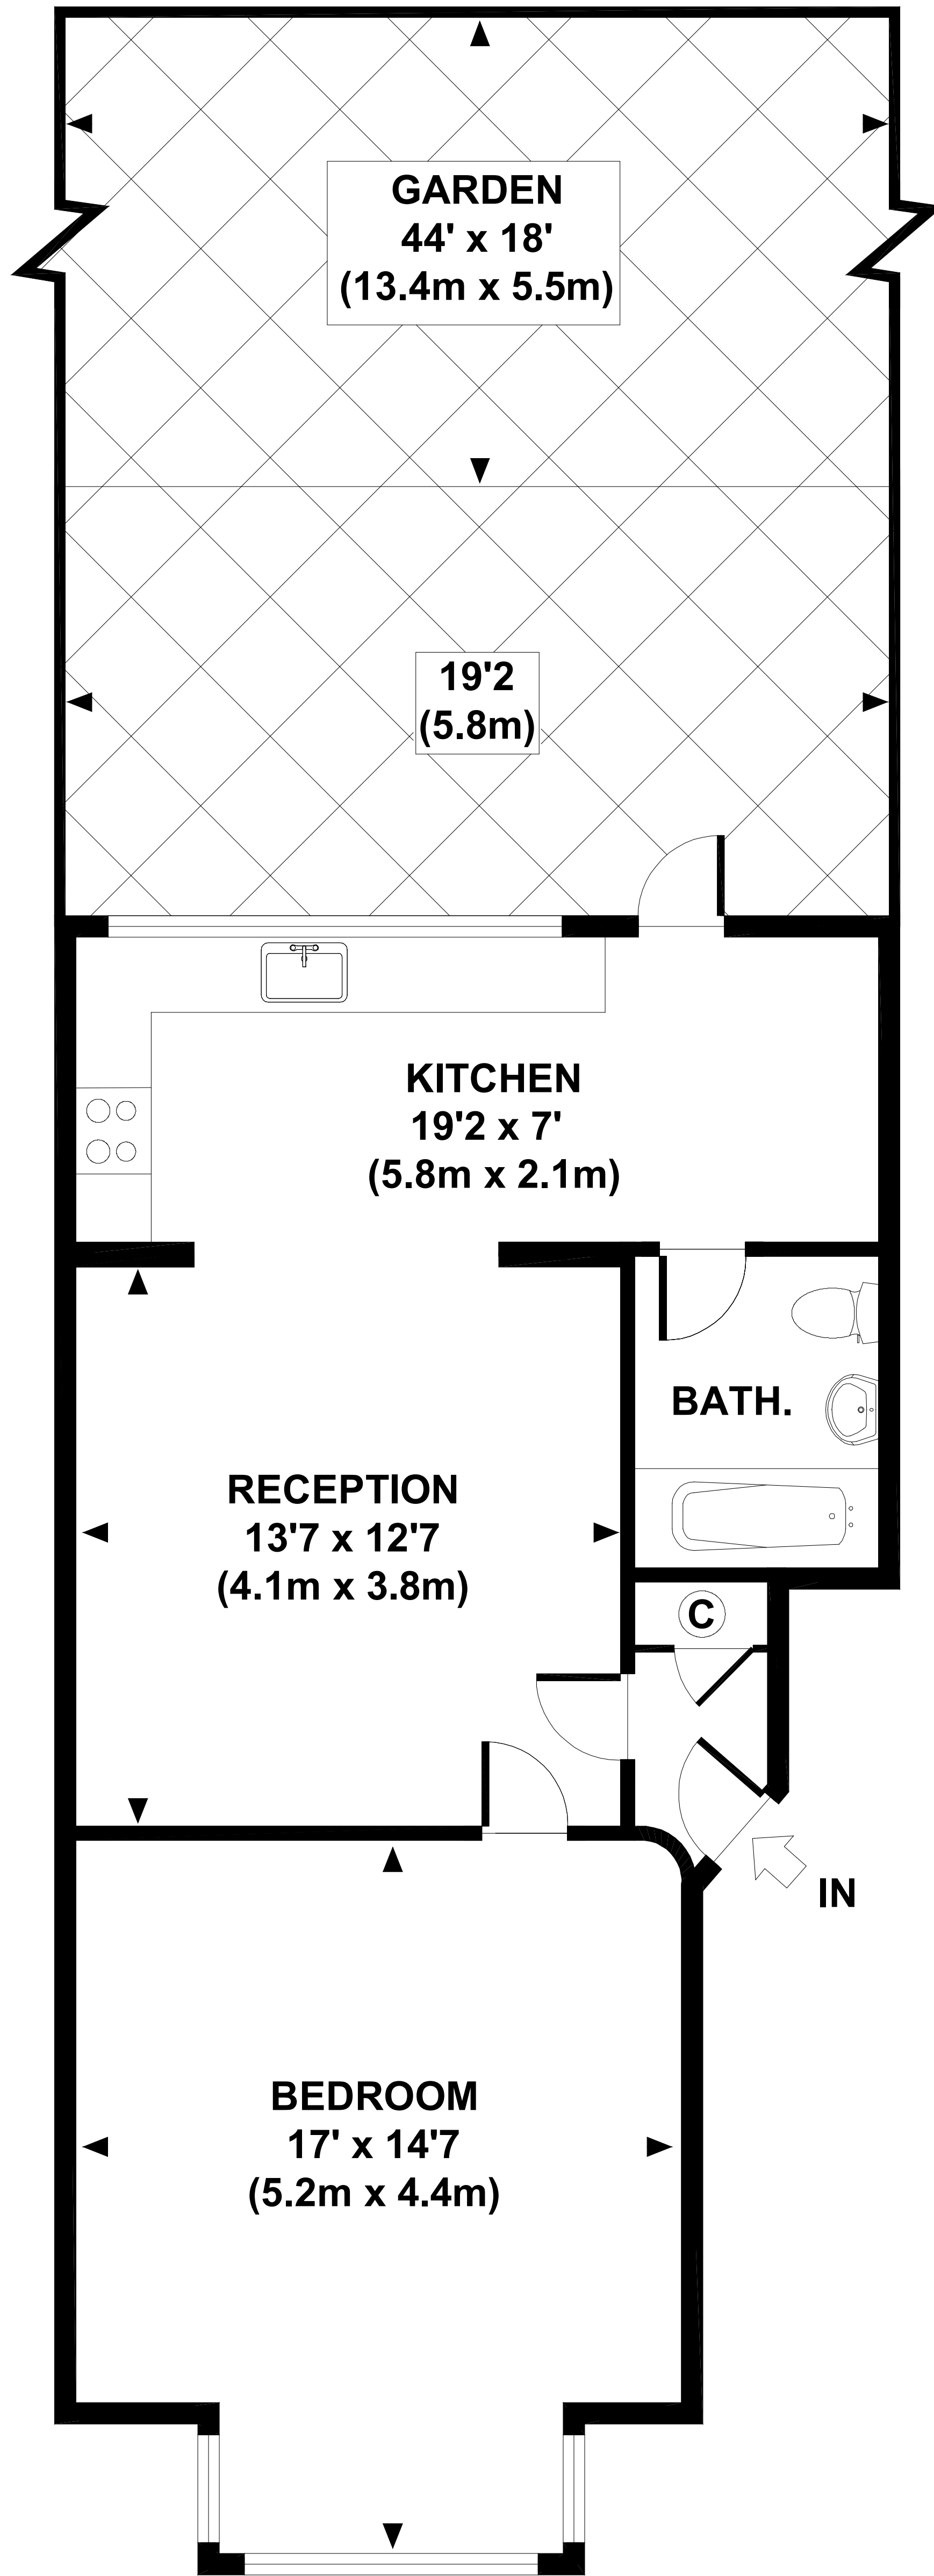 GARDEN
44' x 18'
(13.4m x 5.5m)
19'2
(5.8m)
KITCHEN
19'2 x 7'
(5.8m x 2.1m)
BATH.
RECEPTION
13'7 x 12'7
(4.1m x 3.8m)
C
IN
BEDROOM
17' x 14'7
(5.2m x 4.4m)